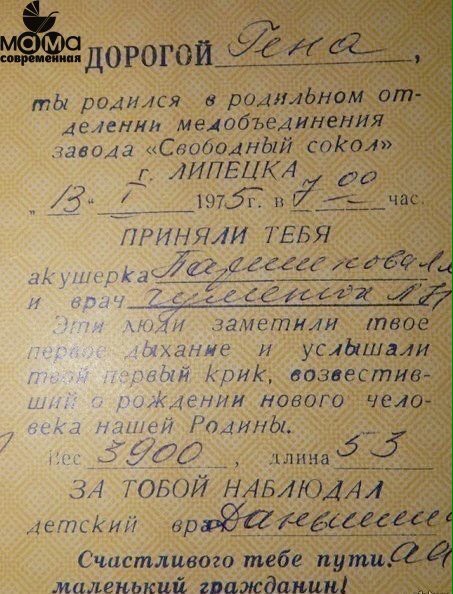 мама
современная
ДОРОГОЙ Гена,
ты родился в родильном от-
делении медобъединения
завода «Свободный сокол»
г. ЛИПЕЦКА
„13“ I 1975 г. в 7 00 час.
ПРИНЯЛИ ТЕБЯ
акушерка
и врач
Эти люди заметили твое
первое дыхание и услышали
твой первый крик, возвестив-
ший о рождении нового чело-
века нашей Родины.
Вес 3900, длина 53
ЗА ТОБОЙ НАБЛЮДАЛ
детский врач
Счастливого тебе пути,
маленький гражданин!